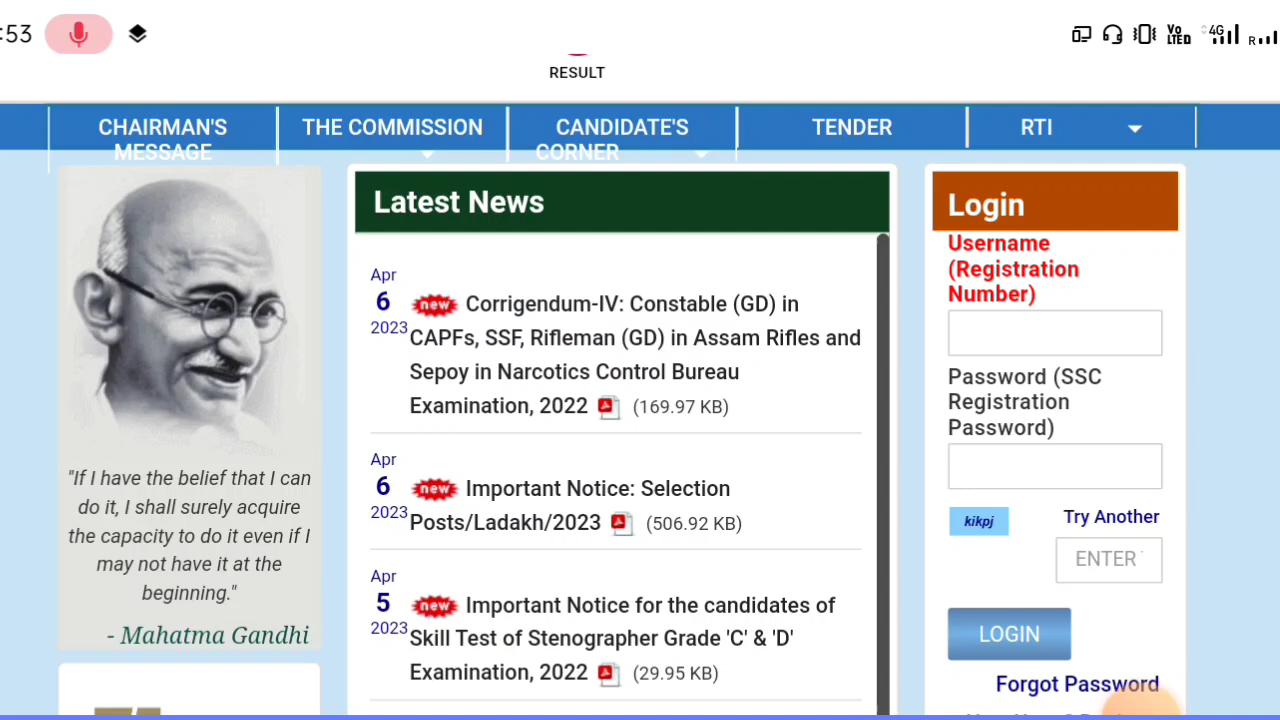 :53
Vo
LTED
4G
R
RESULT
CHAIRMAN'S
MESSAGE
THE COMMISSION
CANDIDATE'S
CORNER
TENDER
RTI
"If I have the belief that I can
do it, I shall surely acquire
the capacity to do it even if I
may not have it at the
beginning."
- Mahatma Gandhi
Latest News
Apr
6
2023
new Corrigendum-IV: Constable (GD) in
CAPFs, SSF, Rifleman (GD) in Assam Rifles and
Sepoy in Narcotics Control Bureau
Examination, 2022 (169.97 KB)
Apr
6
2023
new Important Notice: Selection
Posts/Ladakh/2023 (506.92 KB)
Apr
5
2023
new Important Notice for the candidates of
Skill Test of Stenographer Grade 'C' & 'D'
Examination, 2022 (29.95 KB)
Login
Username
(Registration
Number)
Password (SSC
Registration
Password)
kikpj
Try Another
ENTER
LOGIN
Forgot Password